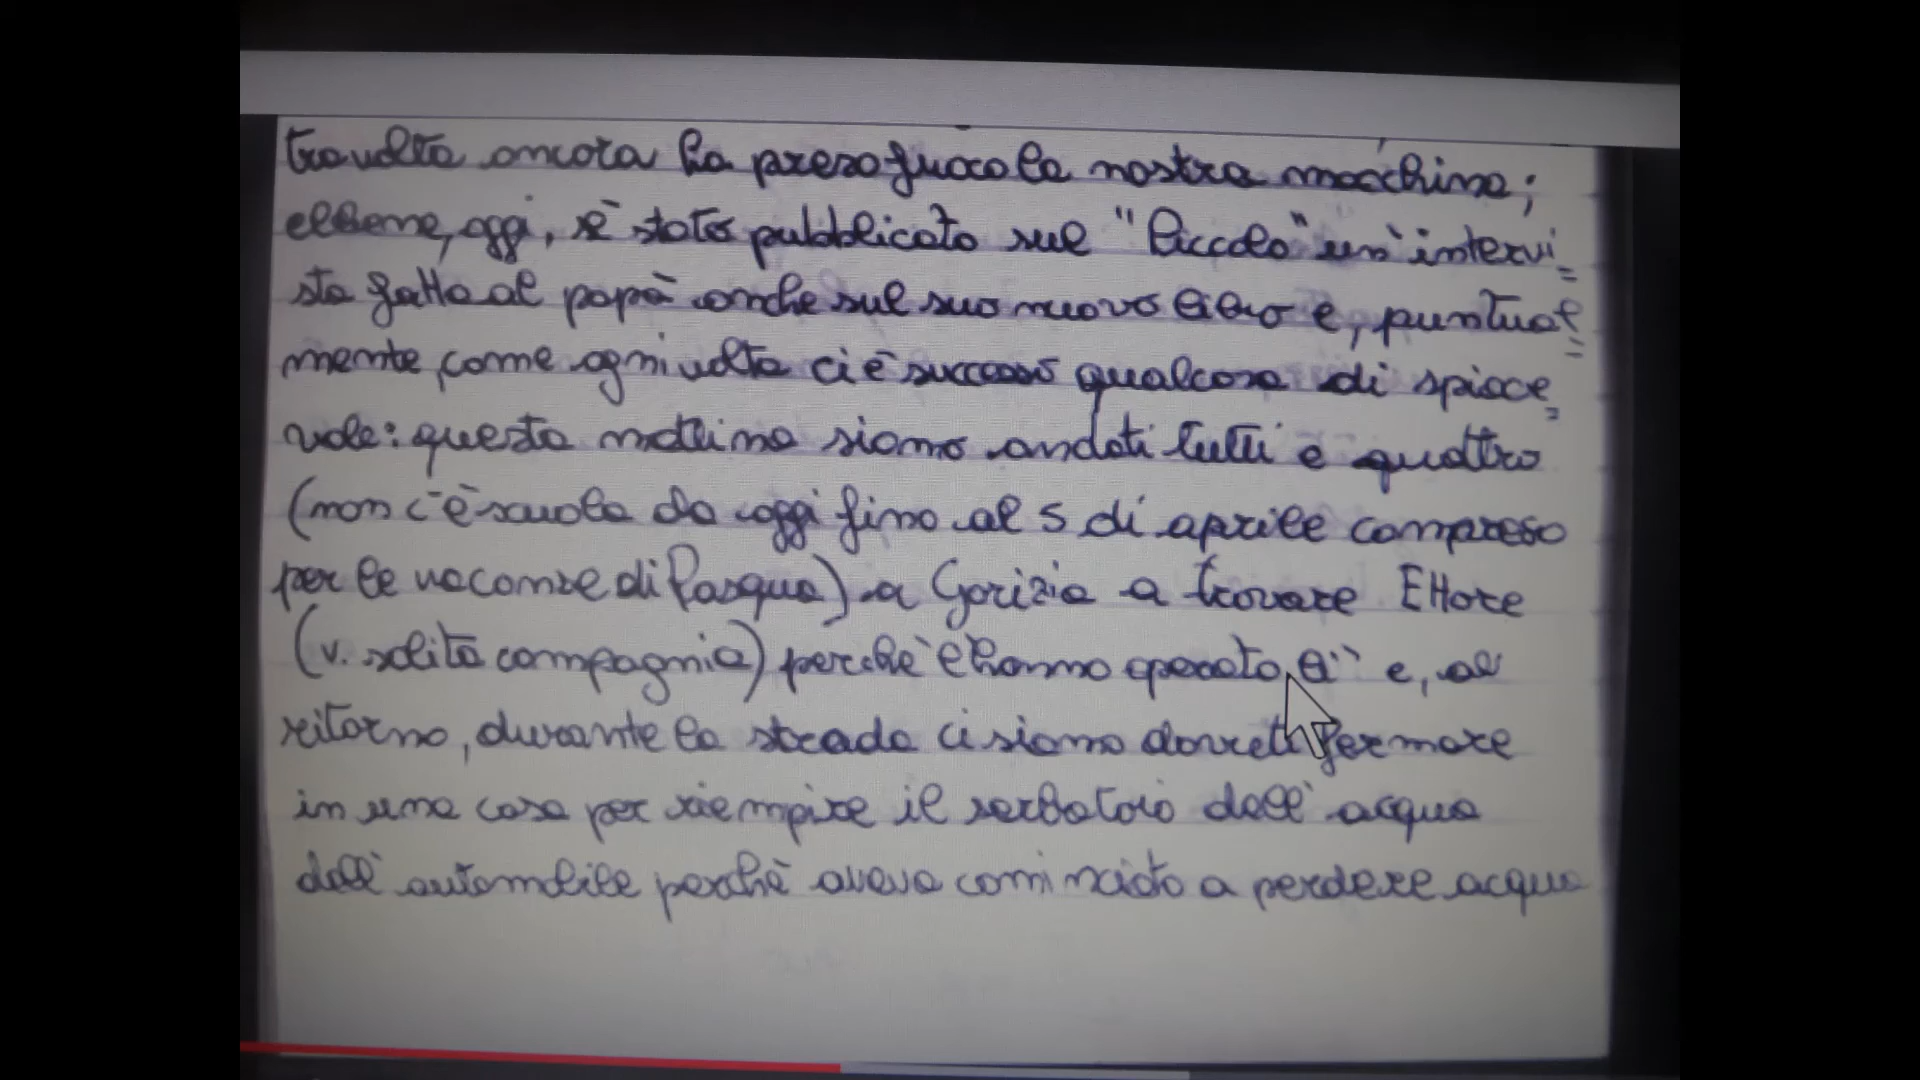 tra volta ancora ha preso fuoco la nostra macchina;
ebbene, oggi, è stato pubblicato sul "Piccolo" un'intervi=
sta fatta al papà anche sul suo nuovo libro e, puntual=
mente, come ogni volta ci è successo qualcosa di spiace=
vole: questa mattina siamo andati tutti e quattro
(non c'è scuola da oggi fino al 5 di aprile compreso
per le vacanze di Pasqua) a Gorizia a trovare Ettore
(v. solita compagnia) perchè l'hanno operato lì e, al
ritorno, durante la strada ci siamo dovuti fermare
in una casa per riempire il serbatoio dell'acqua
dell'automobile perchè aveva cominciato a perdere acqua